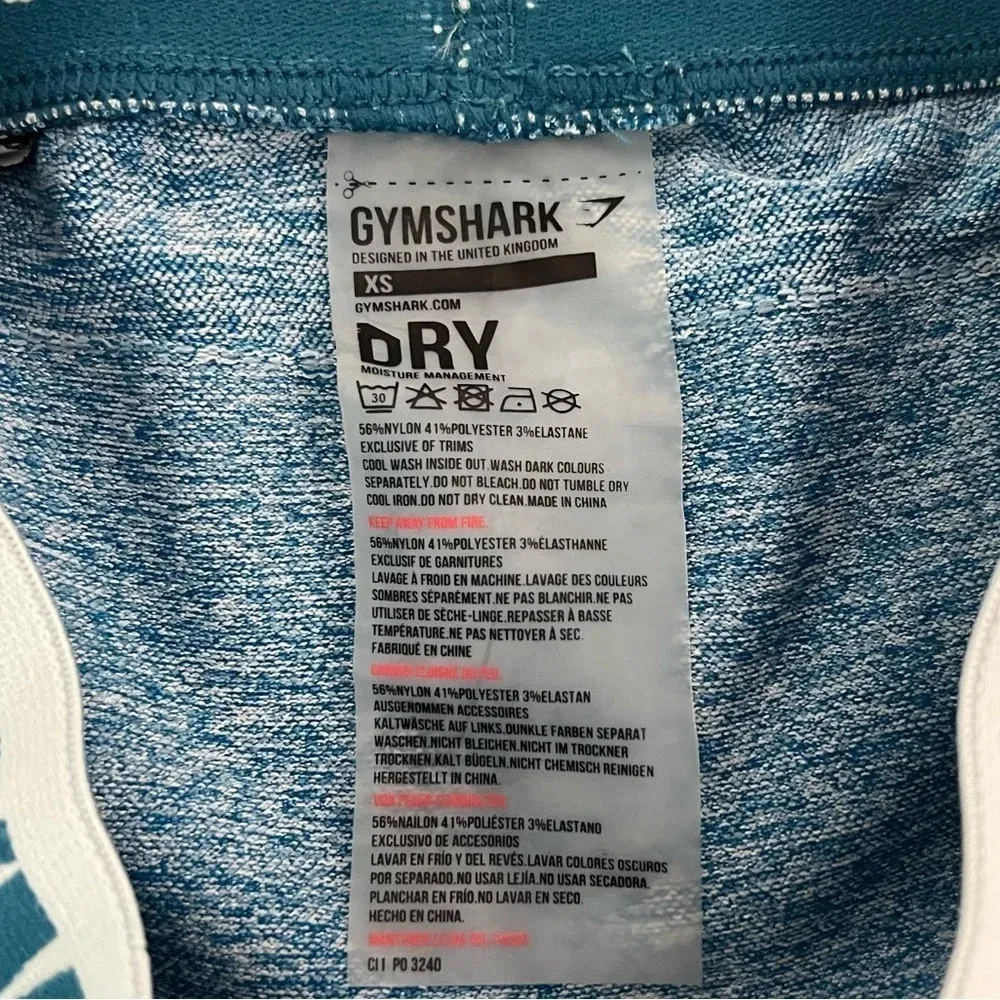 GYMSHARK
DESIGNED IN THE UNITED KINGDOM
XS
GYMSHARK.COM
DRY
MOISTURE MANAGEMENT
30
56%NYLON 41%POLYESTER 3%ELASTANE
EXCLUSIVE OF TRIMS
COOL WASH INSIDE OUT.WASH DARK COLOURS
SEPARATELY.DO NOT BLEACH.DO NOT TUMBLE DRY
COOL IRON.DO NOT DRY CLEAN.MADE IN CHINA
KEEP AWAY FROM FIRE.
56%NYLON 41%POLYESTER 3%ÉLASTHANNE
EXCLUSIF DE GARNITURES
LAVAGE À FROID EN MACHINE.LAVAGE DES COULEURS
SOMBRES SÉPARÉMENT.NE PAS BLANCHIR.NE PAS
UTILISER DE SÈCHE-LINGE.REPASSER À BASSE
TEMPÉRATURE.NE PAS NETTOYER À SEC.
FABRIQUÉ EN CHINE
56%NYLON 41%POLYESTER 3%ELASTAN
AUSGENOMMEN ACCESSOIRES
KALTWÄSCHE AUF LINKS.DUNKLE FARBEN SEPARAT
WASCHEN.NICHT BLEICHEN.NICHT IM TROCKNER
TROCKNEN.KALT BÜGELN.NICHT CHEMISCH REINIGEN
HERGESTELLT IN CHINA.
56%NAILON 41%POLIÉSTER 3%ELASTANO
EXCLUSIVO DE ACCESORIOS
LAVAR EN FRÍO Y DEL REVÉS.LAVAR COLORES OSCUROS
POR SEPARADO.NO USAR LEJÍA.NO USAR SECADORA.
PLANCHAR EN FRÍO.NO LAVAR EN SECO.
HECHO EN CHINA.
CI1 PO 3240